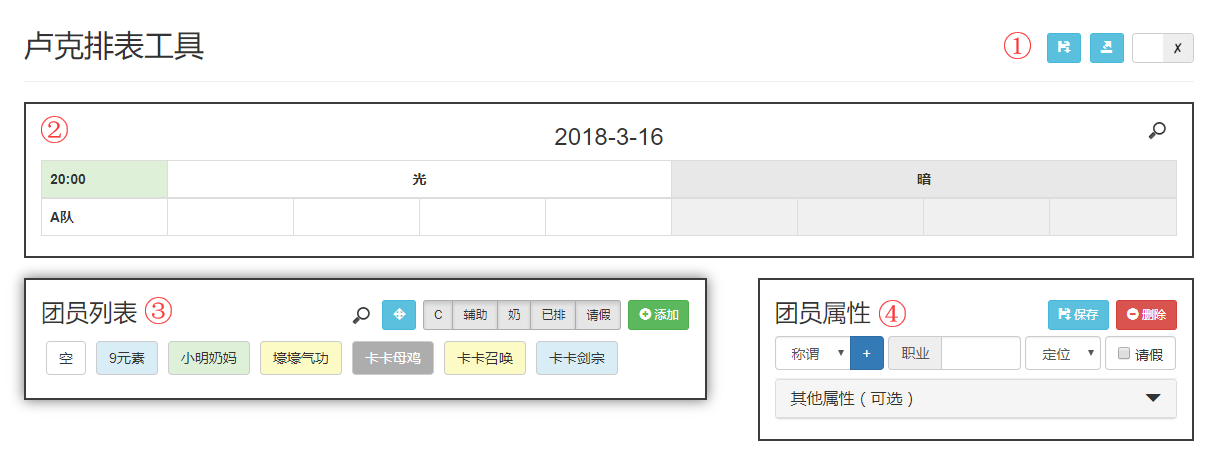 卢克排表工具 ① ✗
② 2018-3-16
20:00 光 暗
A队
团员列表 ③ C 辅助 奶 已排 请假 添加
空 9元素 小明奶妈 壕壕气功 卡卡母鸡 卡卡召唤 卡卡剑宗
团员属性 ④ 保存 删除
称谓 + 职业 定位 请假
其他属性（可选）